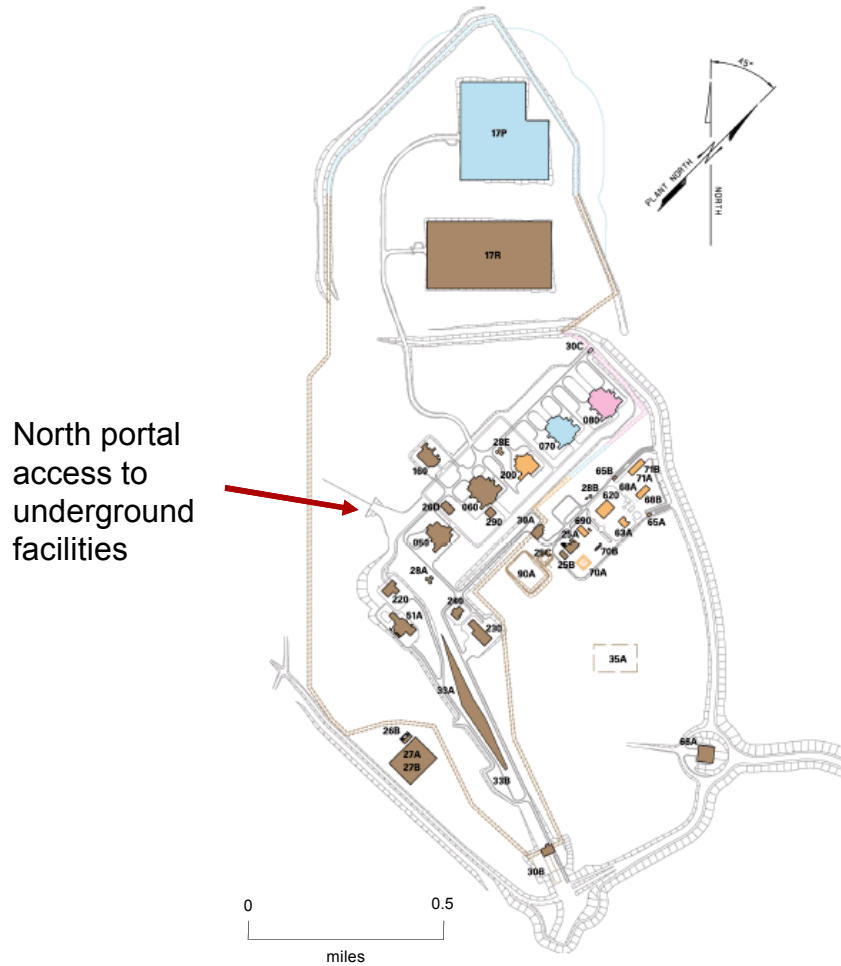 45°
PLANT NORTH
NORTH
17P
17R
30C
080
070
28E
200
160
71B
71A
65B
68A
28B
68B
620
26D
060
290
30A
690
63A
65A
050
25A
25C
70B
25B
70A
90A
28A
220
240
51A
230
North portal
access to
underground
facilities
35A
33A
26B
27A
27B
33B
66A
30B
0
0.5
miles